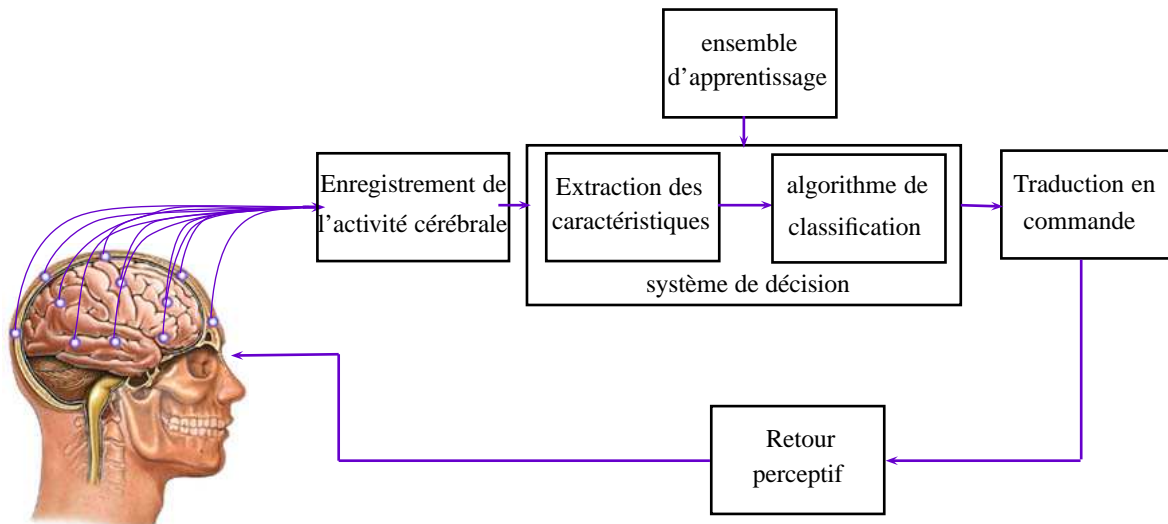 ensemble
d’apprentissage
Enregistrement de
l’activité cérébrale
Extraction des
caractéristiques
algorithme de
classification
système de décision
Traduction en
commande
Retour
perceptif